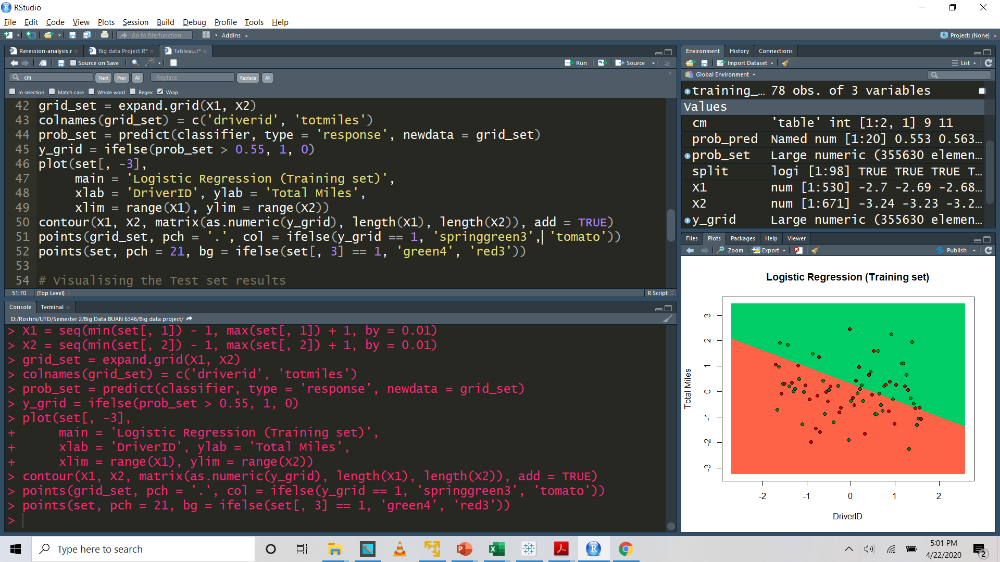 RStudio
File Edit Code View Plots Session Build Debug Profile Tools Help
Go to file/function Addins Project: (None)
Reression-analysis.r Big data Project.R* Tableau.r*
Source on Save Run Source
cm Next Prev All Replace Replace All
In selection Match case Whole word Regex Wrap
42 grid_set = expand.grid(X1, X2)
43 colnames(grid_set) = c('driverid', 'totmiles')
44 prob_set = predict(classifier, type = 'response', newdata = grid_set)
45 y_grid = ifelse(prob_set > 0.55, 1, 0)
46 plot(set[, -3],
47 main = 'Logistic Regression (Training set)',
48 xlab = 'DriverID', ylab = 'Total Miles',
49 xlim = range(X1), ylim = range(X2))
50 contour(X1, X2, matrix(as.numeric(y_grid), length(X1), length(X2)), add = TRUE)
51 points(grid_set, pch = '.', col = ifelse(y_grid == 1, 'springgreen3', 'tomato'))
52 points(set, pch = 21, bg = ifelse(set[, 3] == 1, 'green4', 'red3'))
53
54 # Visualising the Test set results
51:70 (Top Level) R Script
Console Terminal
D:/Roshni/UTD/Semester 2/Big Data BUAN 6346/Big data project/
> X1 = seq(min(set[, 1]) - 1, max(set[, 1]) + 1, by = 0.01)
> X2 = seq(min(set[, 2]) - 1, max(set[, 2]) + 1, by = 0.01)
> grid_set = expand.grid(X1, X2)
> colnames(grid_set) = c('driverid', 'totmiles')
> prob_set = predict(classifier, type = 'response', newdata = grid_set)
> y_grid = ifelse(prob_set > 0.55, 1, 0)
> plot(set[, -3],
+ main = 'Logistic Regression (Training set)',
+ xlab = 'DriverID', ylab = 'Total Miles',
+ xlim = range(X1), ylim = range(X2))
> contour(X1, X2, matrix(as.numeric(y_grid), length(X1), length(X2)), add = TRUE)
> points(grid_set, pch = '.', col = ifelse(y_grid == 1, 'springgreen3', 'tomato'))
> points(set, pch = 21, bg = ifelse(set[, 3] == 1, 'green4', 'red3'))
>
Environment History Connections
Import Dataset List
Global Environment
training_... 78 obs. of 3 variables
Values
cm 'table' int [1:2, 1] 9 11
prob_pred Named num [1:20] 0.553 0.563...
prob_set Large numeric (355630 elemen...
split logi [1:98] TRUE TRUE TRUE T...
X1 num [1:530] -2.7 -2.69 -2.68...
X2 num [1:671] -3.24 -3.23 -3.2...
y_grid Large numeric (355630 elemen...
Files Plots Packages Help Viewer
Zoom Export Publish
Logistic Regression (Training set)
Total Miles
3
2
1
0
-1
-2
-3
-2 -1 0 1 2
DriverID
Type here to search
5:01 PM
4/22/2020
2